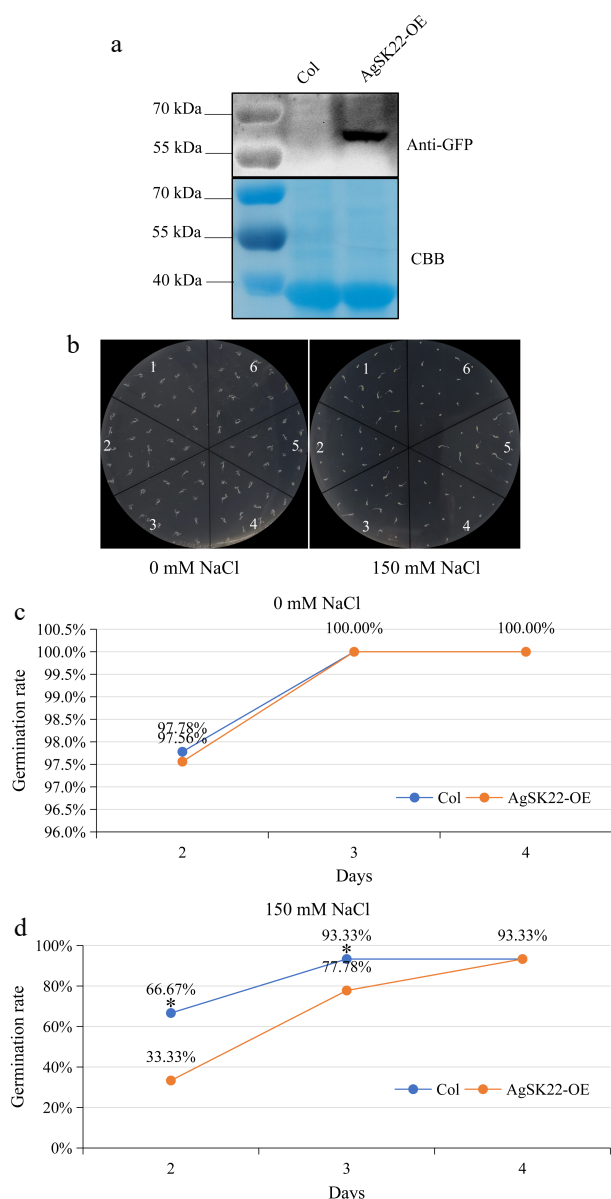 a
Col
AgSK22-OE
70 kDa
55 kDa
Anti-GFP
70 kDa
55 kDa
40 kDa
CBB
b
1
6
2
5
3
4
1
6
2
5
3
4
0 mM NaCl
150 mM NaCl
c
0 mM NaCl
Germination rate
100.5%
100.0%
99.5%
99.0%
98.5%
98.0%
97.5%
97.0%
96.5%
96.0%
97.78%
97.56%
100.00%
100.00%
Col
AgSK22-OE
2
3
4
Days
d
150 mM NaCl
Germination rate
100%
80%
60%
40%
20%
0%
66.67%
*
33.33%
93.33%
*
77.78%
93.33%
Col
AgSK22-OE
2
3
4
Days